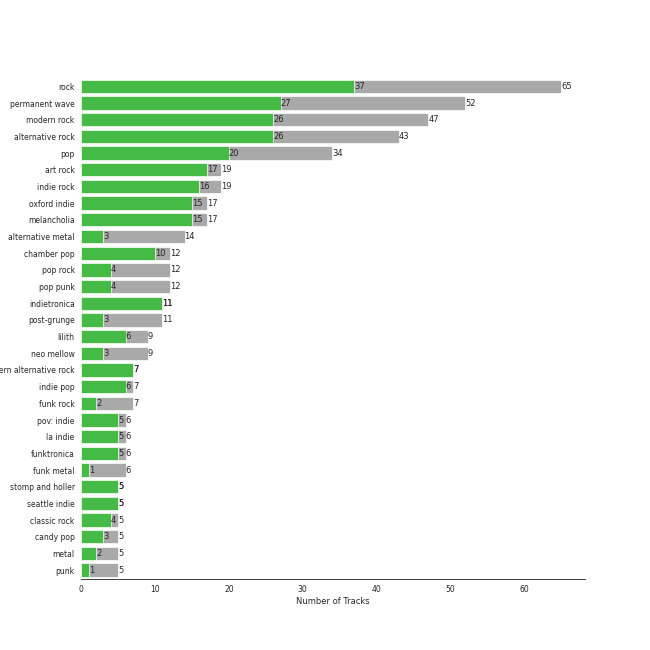 rock 37 65
permanent wave 27 52
modern rock 26 47
alternative rock 26 43
pop 20 34
art rock 17 19
indie rock 16 19
oxford indie 15 17
melancholia 15 17
alternative metal 3 14
chamber pop 10 12
pop rock 4 12
pop punk 4 12
indietronica 11
post-grunge 3 11
lilith 6 9
neo mellow 3 9
ern alternative rock 7
indie pop 6 7
funk rock 2 7
pov: indie 5 6
la indie 5 6
funktronica 5 6
funk metal 1 6
stomp and holler 5
seattle indie 5
classic rock 4 5
candy pop 3 5
metal 2 5
punk 1 5
0 10 20 30 40 50 60
Number of Tracks